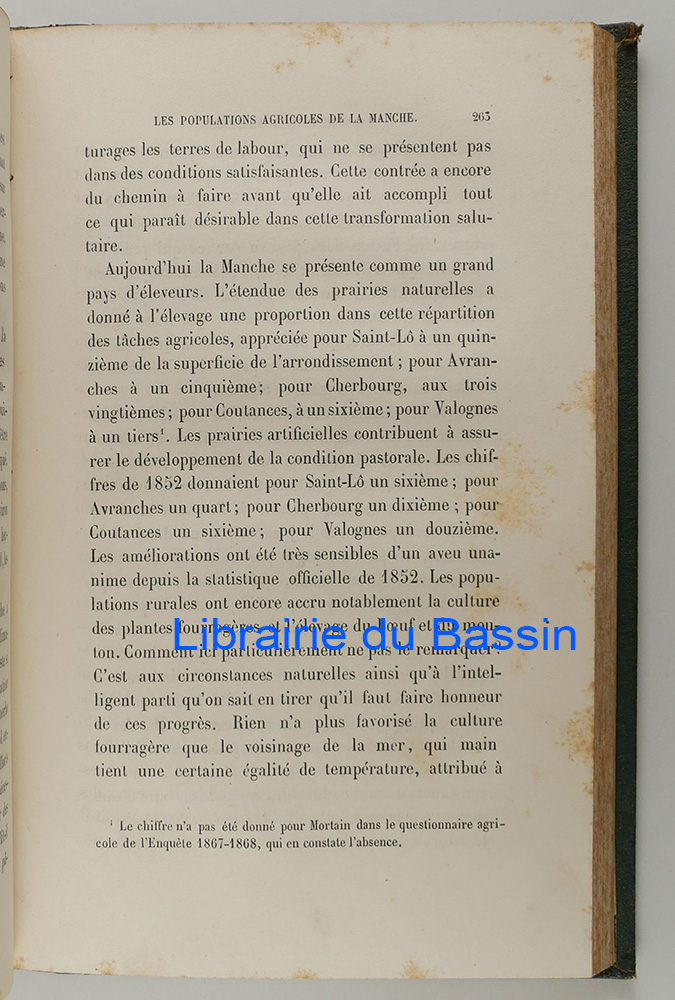 LES POPULATIONS AGRICOLES DE LA MANCHE. 263
turages les terres de labour, qui ne se présentent pas
dans des conditions satisfaisantes. Cette contrée a encore
du chemin à faire avant qu'elle ait accompli tout
ce qui paraît désirable dans cette transformation salu-
taire.
Aujourd'hui la Manche se présente comme un grand
pays d'éleveurs. L'étendue des prairies naturelles a
donné à l'élevage une proportion dans cette répartition
des tâches agricoles, appréciée pour Saint-Lô à un quin-
zième de la superficie de l'arrondissement ; pour Avran-
ches à un cinquième; pour Cherbourg, aux trois
vingtièmes ; pour Coutances, à un sixième ; pour Valognes
à un tiers¹. Les prairies artificielles contribuent à assu-
rer le développement de la condition pastorale. Les chif-
fres de 1852 donnaient pour Saint-Lô un sixième ; pour
Avranches un quart ; pour Cherbourg un dixième ; pour
Coutances un sixième ; pour Valognes un douzième.
Les améliorations ont été très sensibles d'un aveu una-
nime depuis la statistique officielle de 1852. Les popu-
lations rurales ont encore accru notablement la culture
des plantes fourragères et l'élevage du bœuf et du mou-
ton. Comment ici particulièrement ne pas le remarquer?
Librairie du Bassin
C'est aux circonstances naturelles ainsi qu'à l'intel-
ligent parti qu'on sait en tirer qu'il faut faire honneur
de ces progrès. Rien n'a plus favorisé la culture
fourragère que le voisinage de la mer, qui main
tient une certaine égalité de température, attribué à
¹ Le chiffre n'a pas été donné pour Mortain dans le questionnaire agri-
cole de l'Enquête 1867-1868, qui en constate l'absence.